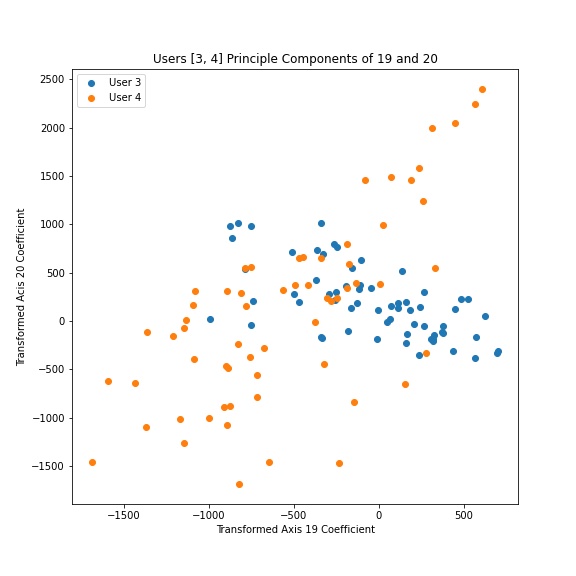 Users [3, 4] Principle Components of 19 and 20
User 3
User 4
2500
2000
1500
1000
500
0
−500
−1000
−1500
Transformed Acis 20 Coefficient
−1500
−1000
−500
0
500
Transformed Axis 19 Coefficient